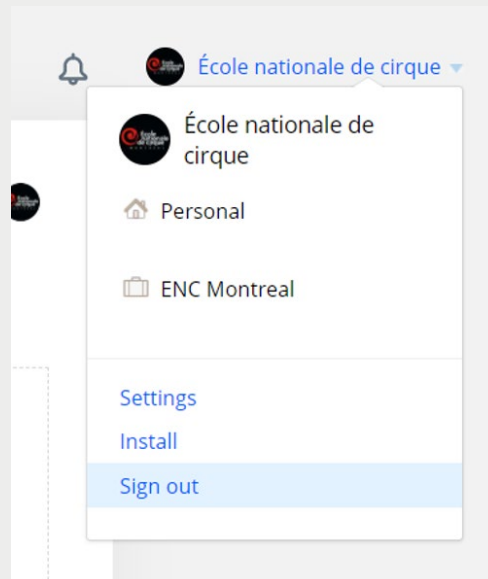 École nationale de cirque
École nationale de
cirque
Personal
ENC Montreal
Settings
Install
Sign out